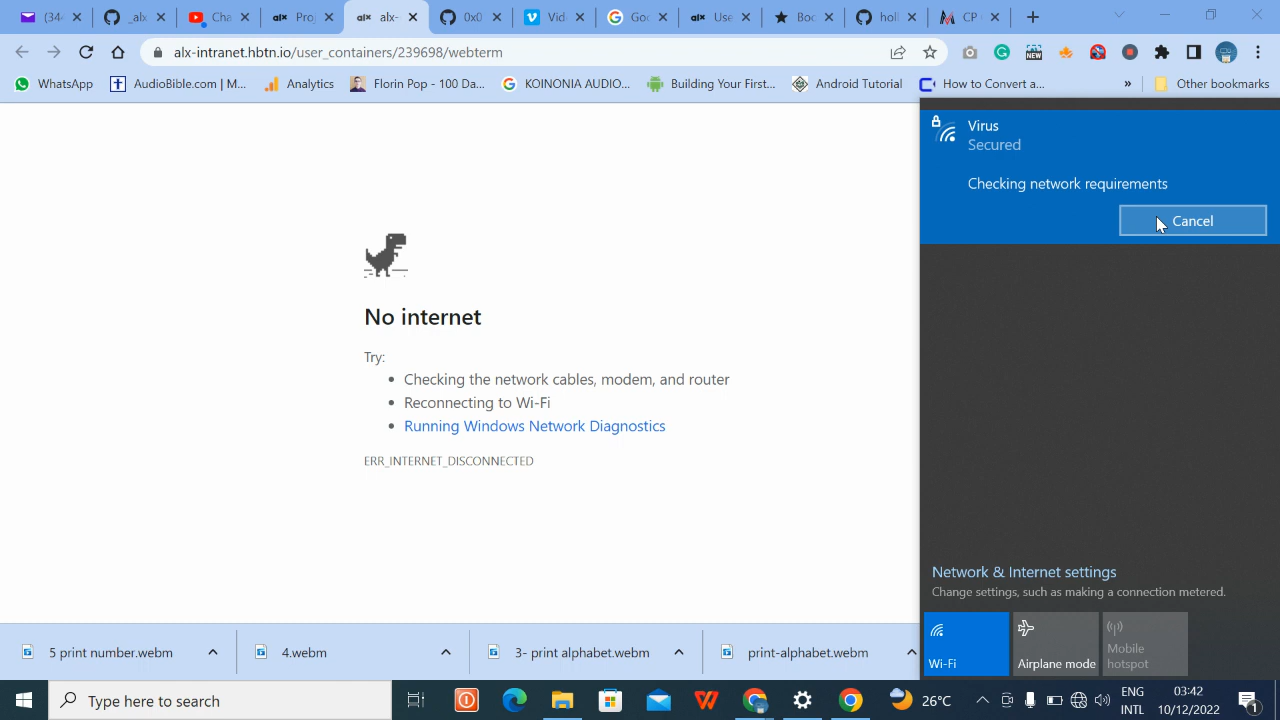 (34
_alx
Cha
Proj
alx-
0x0
Vide
Goo
Use
Boc
holl
CP
alx-intranet.hbtn.io/user_containers/239698/webterm
NEW
WhatsApp
AudioBible.com | M...
Analytics
Florin Pop - 100 Da...
KOINONIA AUDIO...
Building Your First...
Android Tutorial
How to Convert a...
»
Other bookmarks
Virus
Secured
Checking network requirements
Cancel
No internet
Try:
• Checking the network cables, modem, and router
• Reconnecting to Wi-Fi
• Running Windows Network Diagnostics
ERR_INTERNET_DISCONNECTED
Network & Internet settings
Change settings, such as making a connection metered.
Wi-Fi
Airplane mode
Mobile
hotspot
5 print number.webm
4.webm
3- print alphabet.webm
print-alphabet.webm
Type here to search
26°C
ENG
INTL
03:42
10/12/2022
1